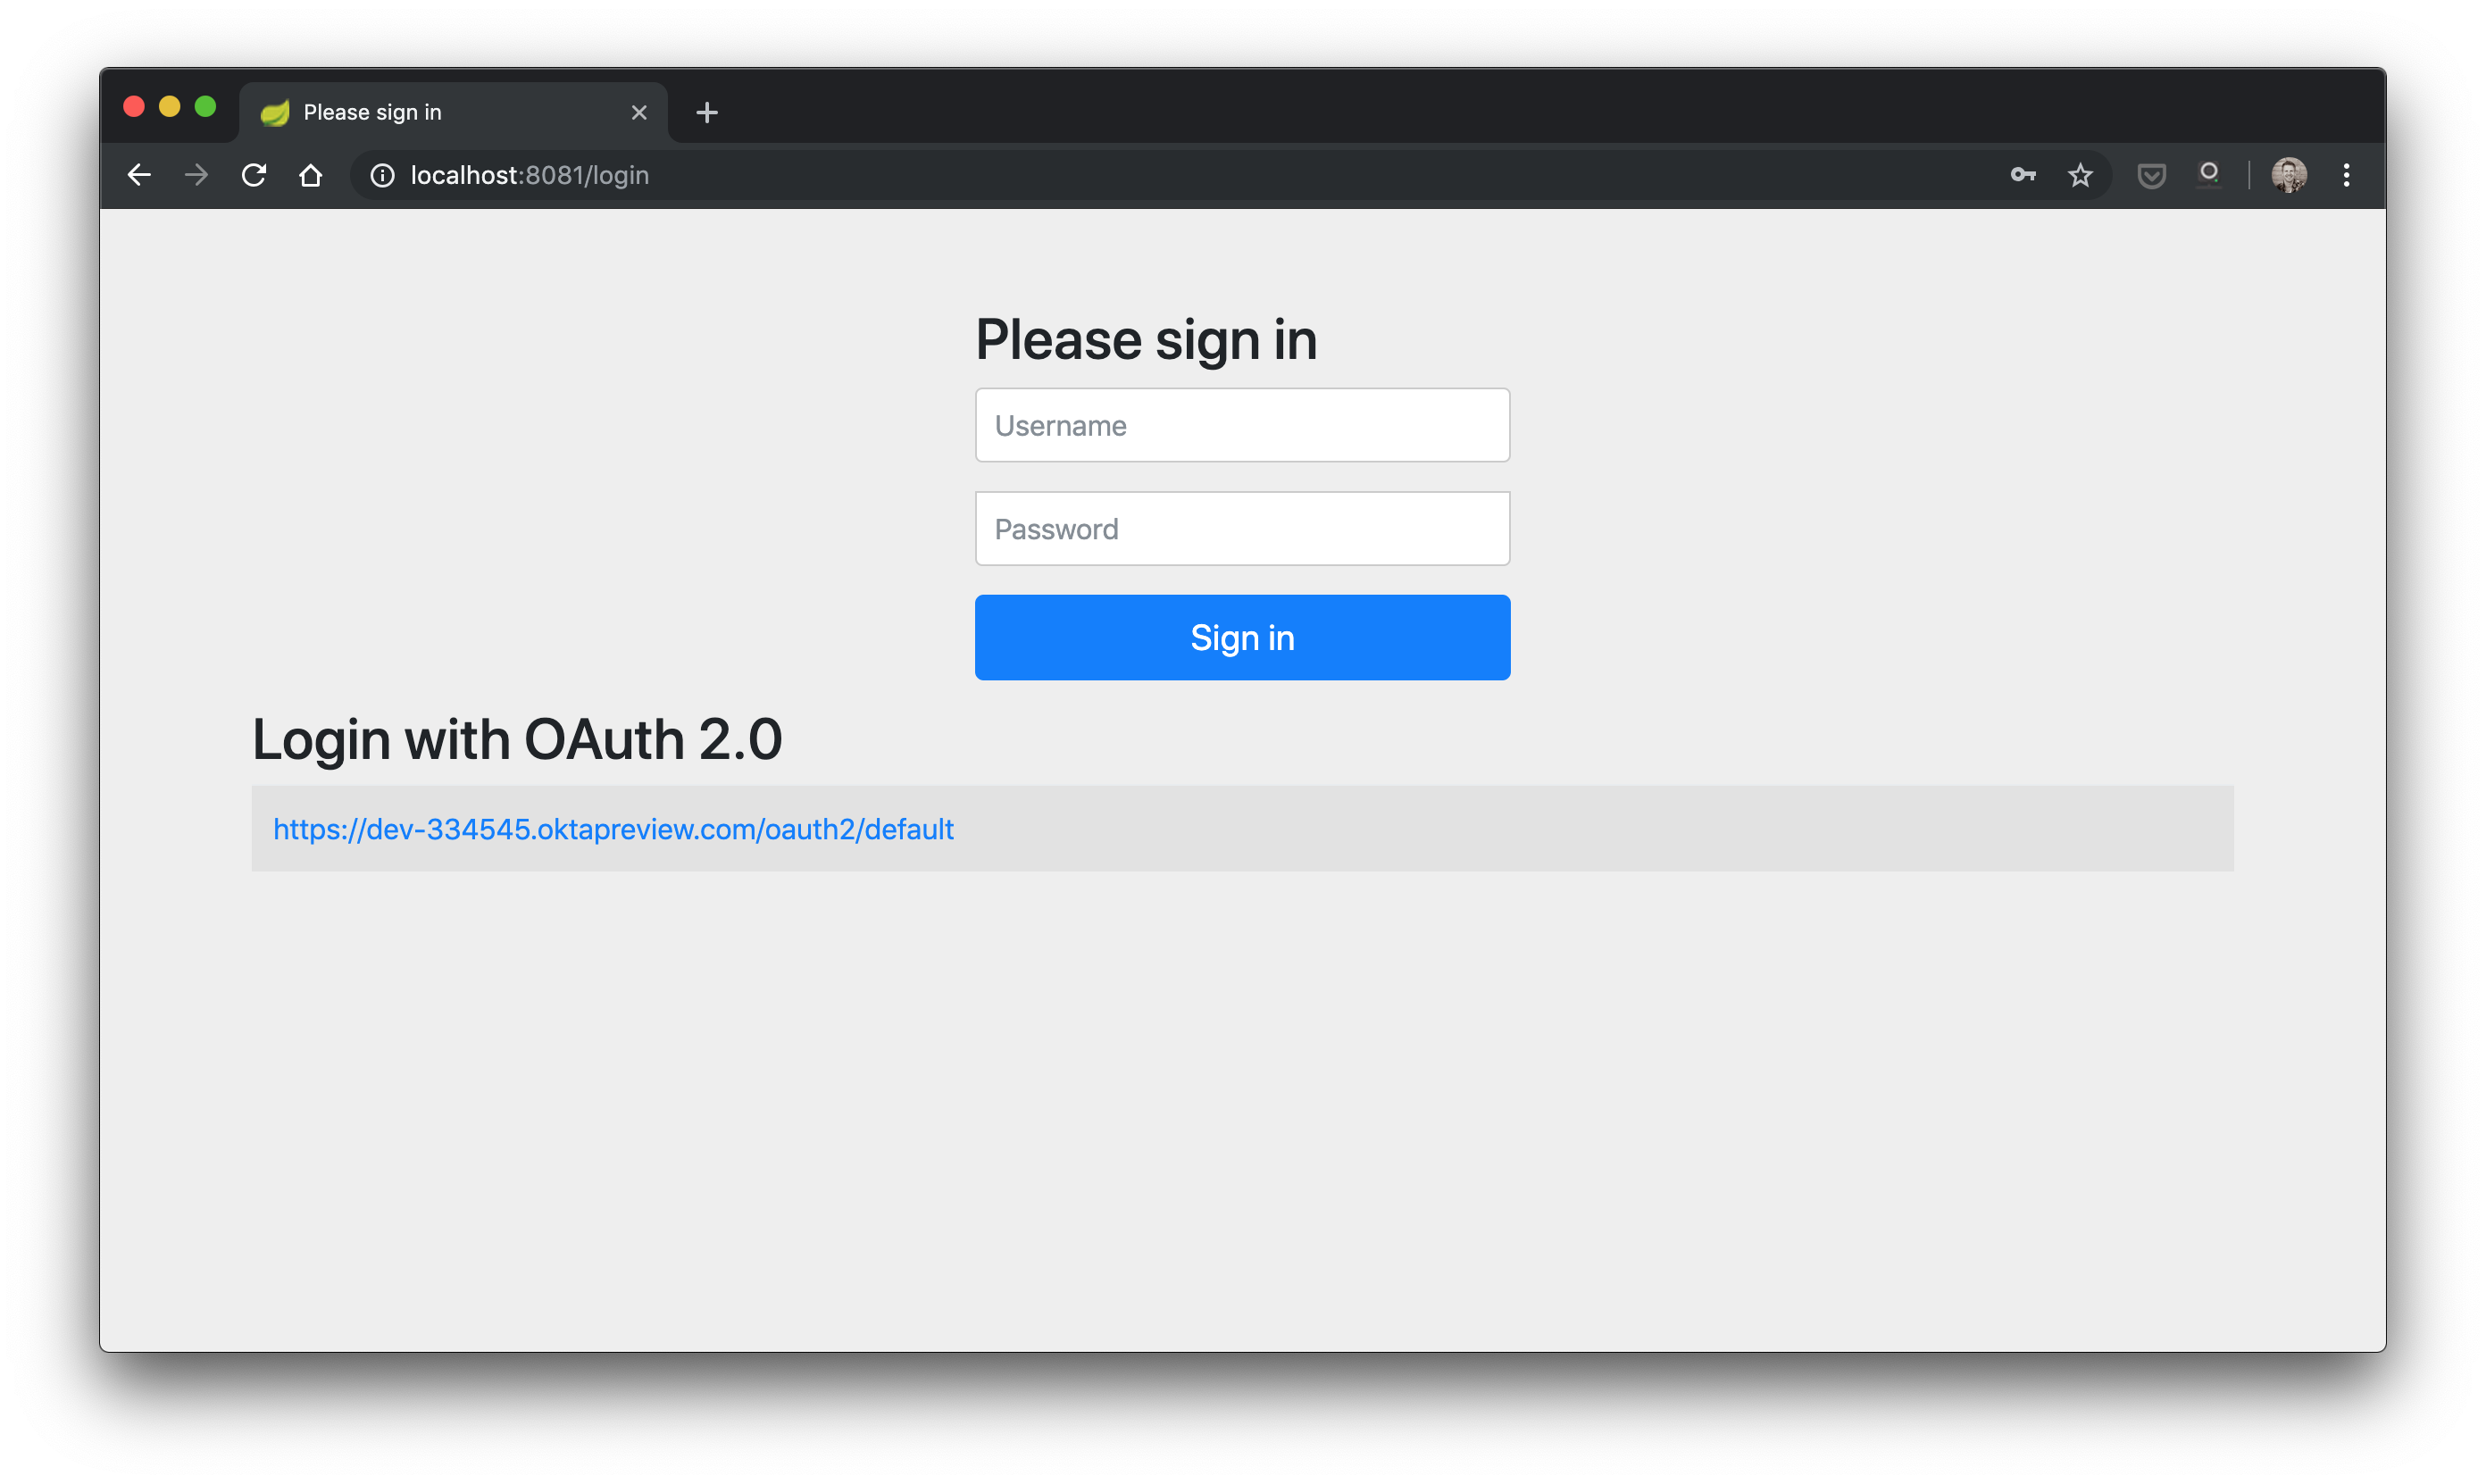 Please sign in
localhost:8081/login
Please sign in
Username
Password
Sign in
Login with OAuth 2.0
https://dev-334545.oktapreview.com/oauth2/default